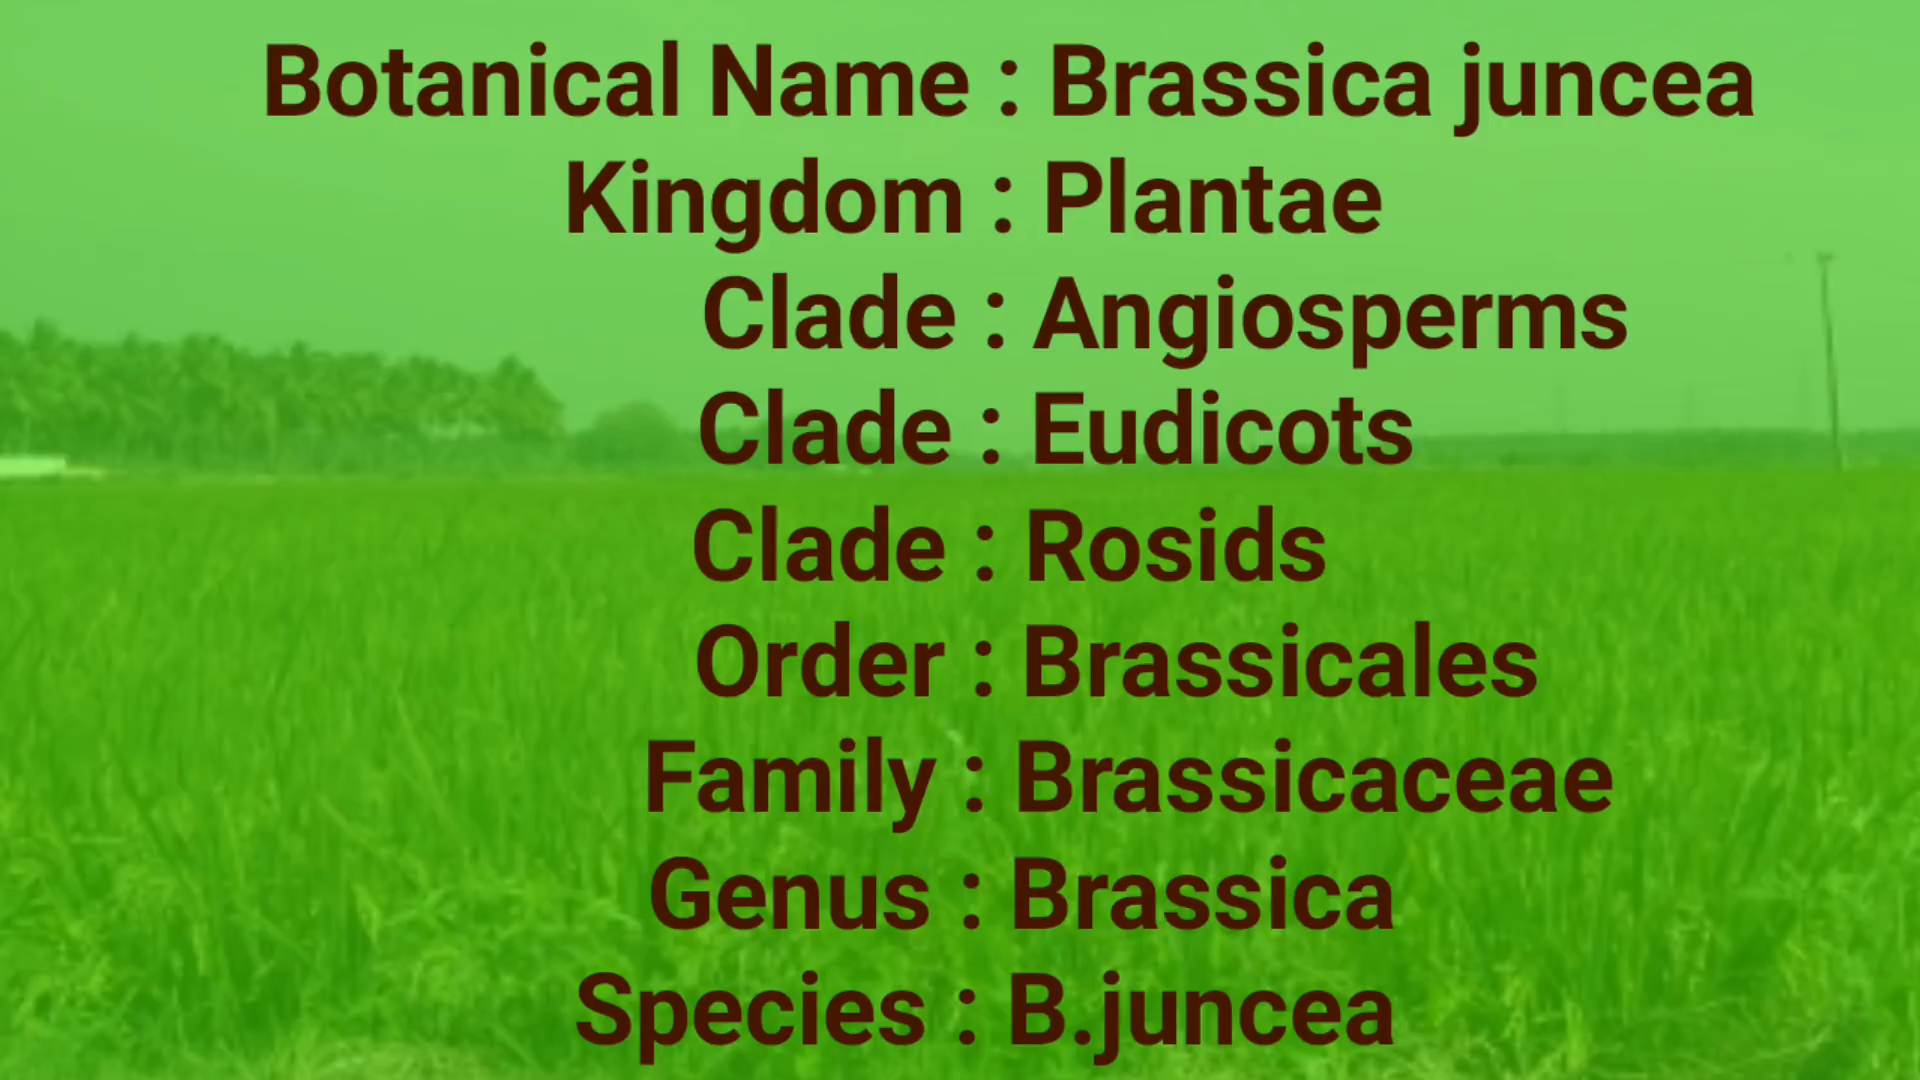 Botanical Name : Brassica juncea
Kingdom : Plantae
Clade : Angiosperms
Clade : Eudicots
Clade : Rosids
Order : Brassicales
Family : Brassicaceae
Genus : Brassica
Species : B.juncea